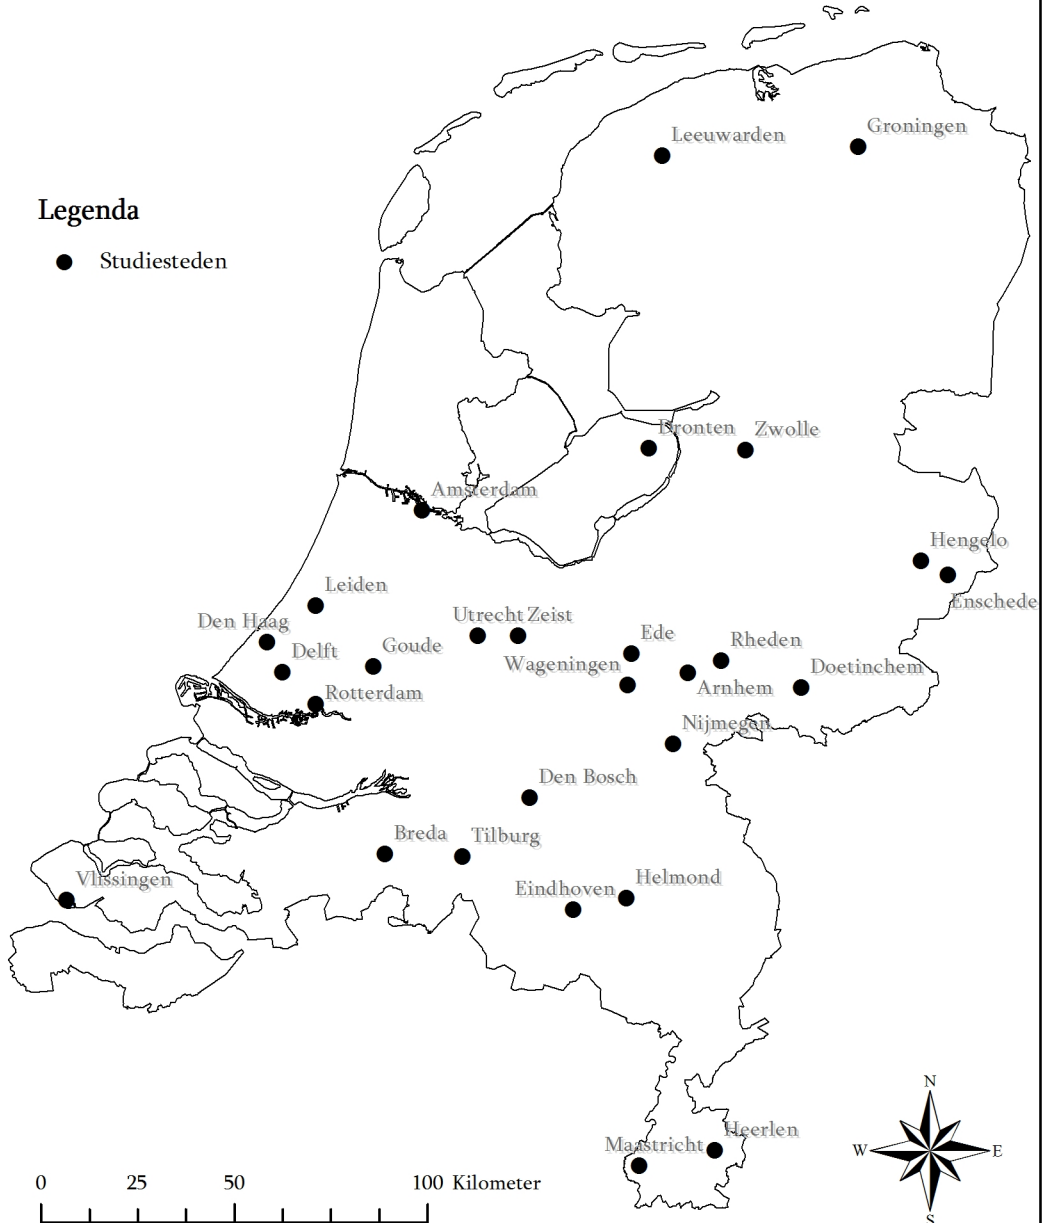 Groningen
Leeuwarden
Legenda
Studiesteden
Dronten
Zwolle
Amsterdam
Hengelo
Enschede
Leiden
Utrecht Zeist
Den Haag
Ede
Rheden
Goude
Delft
Wageningen
Doetinchem
Arnhem
Rotterdam
Nijmegen
Den Bosch
Breda
Tilburg
Helmond
Vlissingen
Eindhoven
N
Heerlen
Maastricht
W
E
0 25 50 100 Kilometer
S